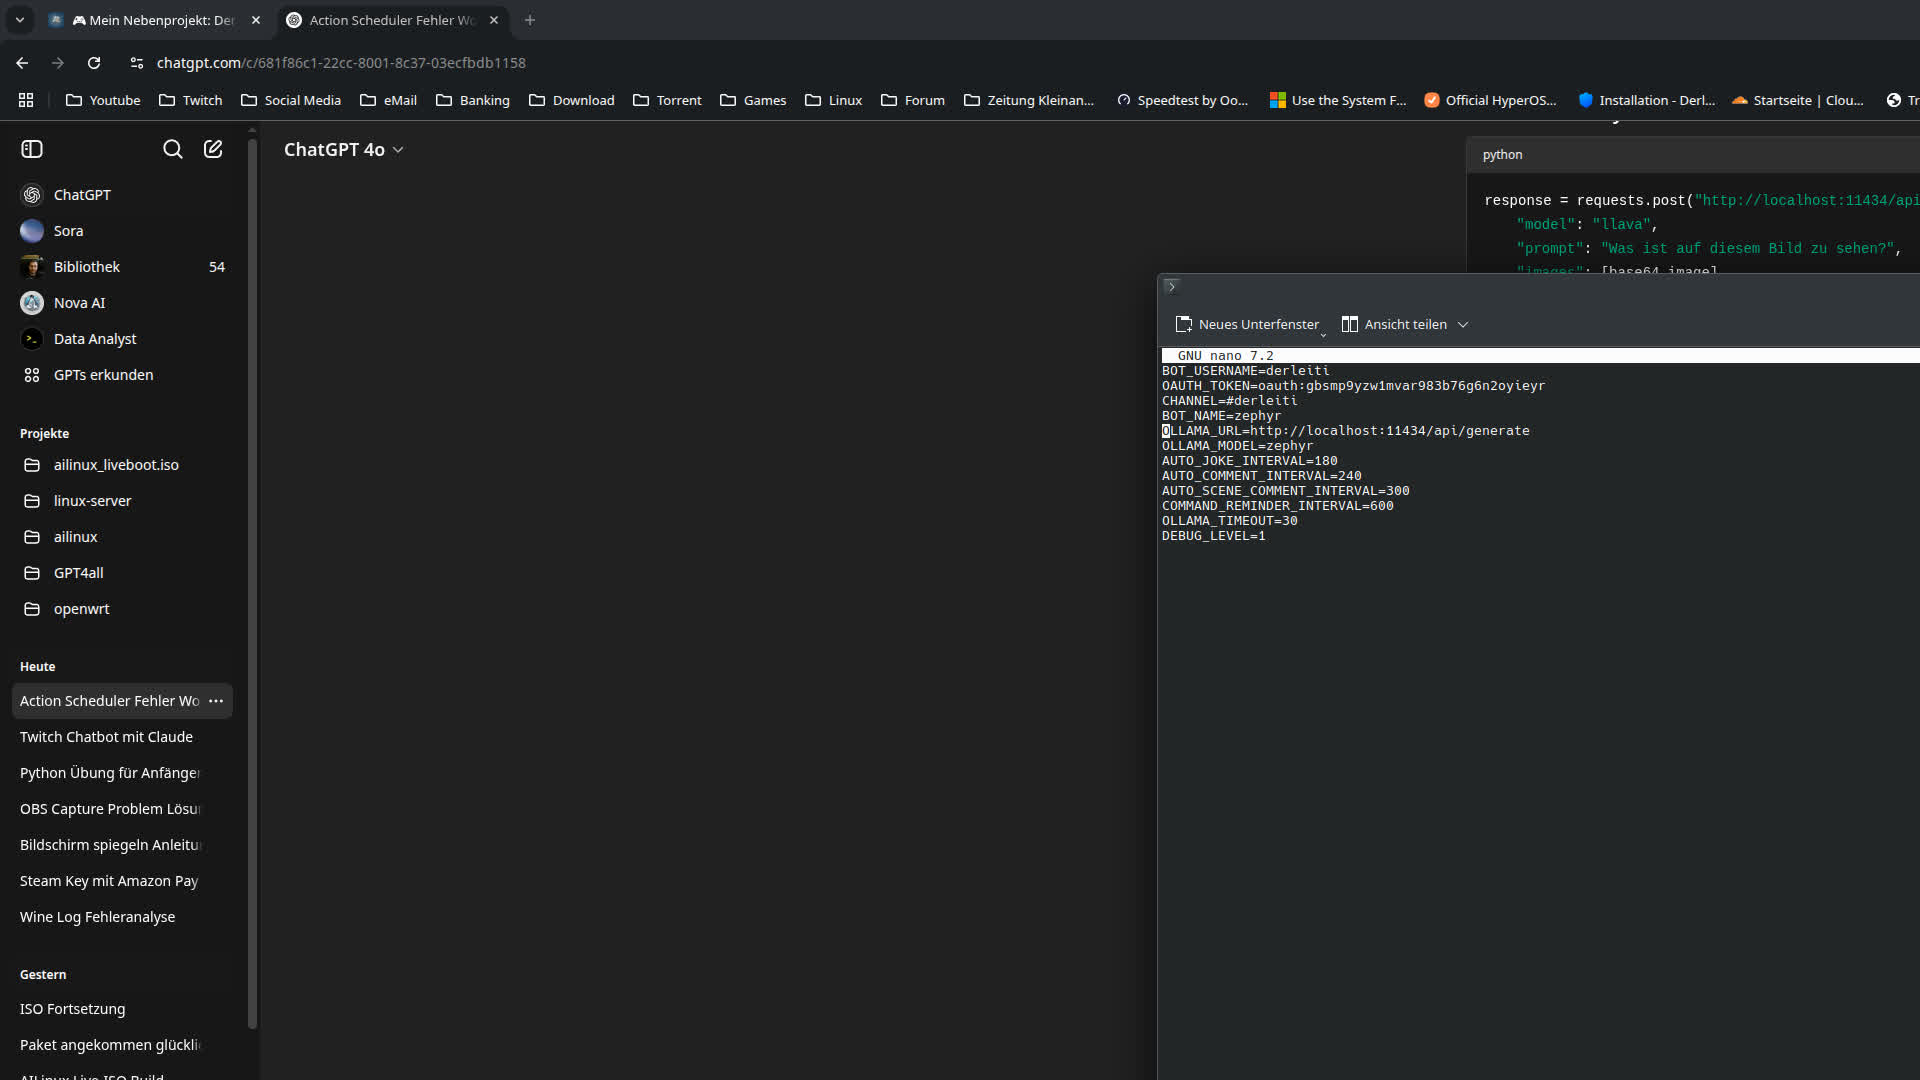 🎮 Mein Nebenprojekt: Der
Action Scheduler Fehler Wo
chatgpt.com/c/681f86c1-22cc-8001-8c37-03ecfbdb1158
Youtube
Twitch
Social Media
eMail
Banking
Download
Torrent
Games
Linux
Forum
Zeitung Kleinan...
Speedtest by Oo...
Use the System F...
Official HyperOS...
Installation - Derl...
Startseite | Clou...
Tr
ChatGPT 4o
ChatGPT
Sora
Bibliothek 54
Nova AI
Data Analyst
GPTs erkunden
Projekte
ailinux_liveboot.iso
linux-server
ailinux
GPT4all
openwrt
Heute
Action Scheduler Fehler Wo
Twitch Chatbot mit Claude
Python Übung für Anfänger
OBS Capture Problem Lösu
Bildschirm spiegeln Anleitu
Steam Key mit Amazon Pay
Wine Log Fehleranalyse
Gestern
ISO Fortsetzung
Paket angekommen glückli
AILinux Live ISO Build
python
response = requests.post("http://localhost:11434/api
"model": "llava",
"prompt": "Was ist auf diesem Bild zu sehen?",
"images": [base64_image]
Neues Unterfenster
Ansicht teilen
GNU nano 7.2
BOT_USERNAME=derleiti
OAUTH_TOKEN=oauth:gbsmp9yzw1mvar983b76g6n2oyieyr
CHANNEL=#derleiti
BOT_NAME=zephyr
OLLAMA_URL=http://localhost:11434/api/generate
OLLAMA_MODEL=zephyr
AUTO_JOKE_INTERVAL=180
AUTO_COMMENT_INTERVAL=240
AUTO_SCENE_COMMENT_INTERVAL=300
COMMAND_REMINDER_INTERVAL=600
OLLAMA_TIMEOUT=30
DEBUG_LEVEL=1